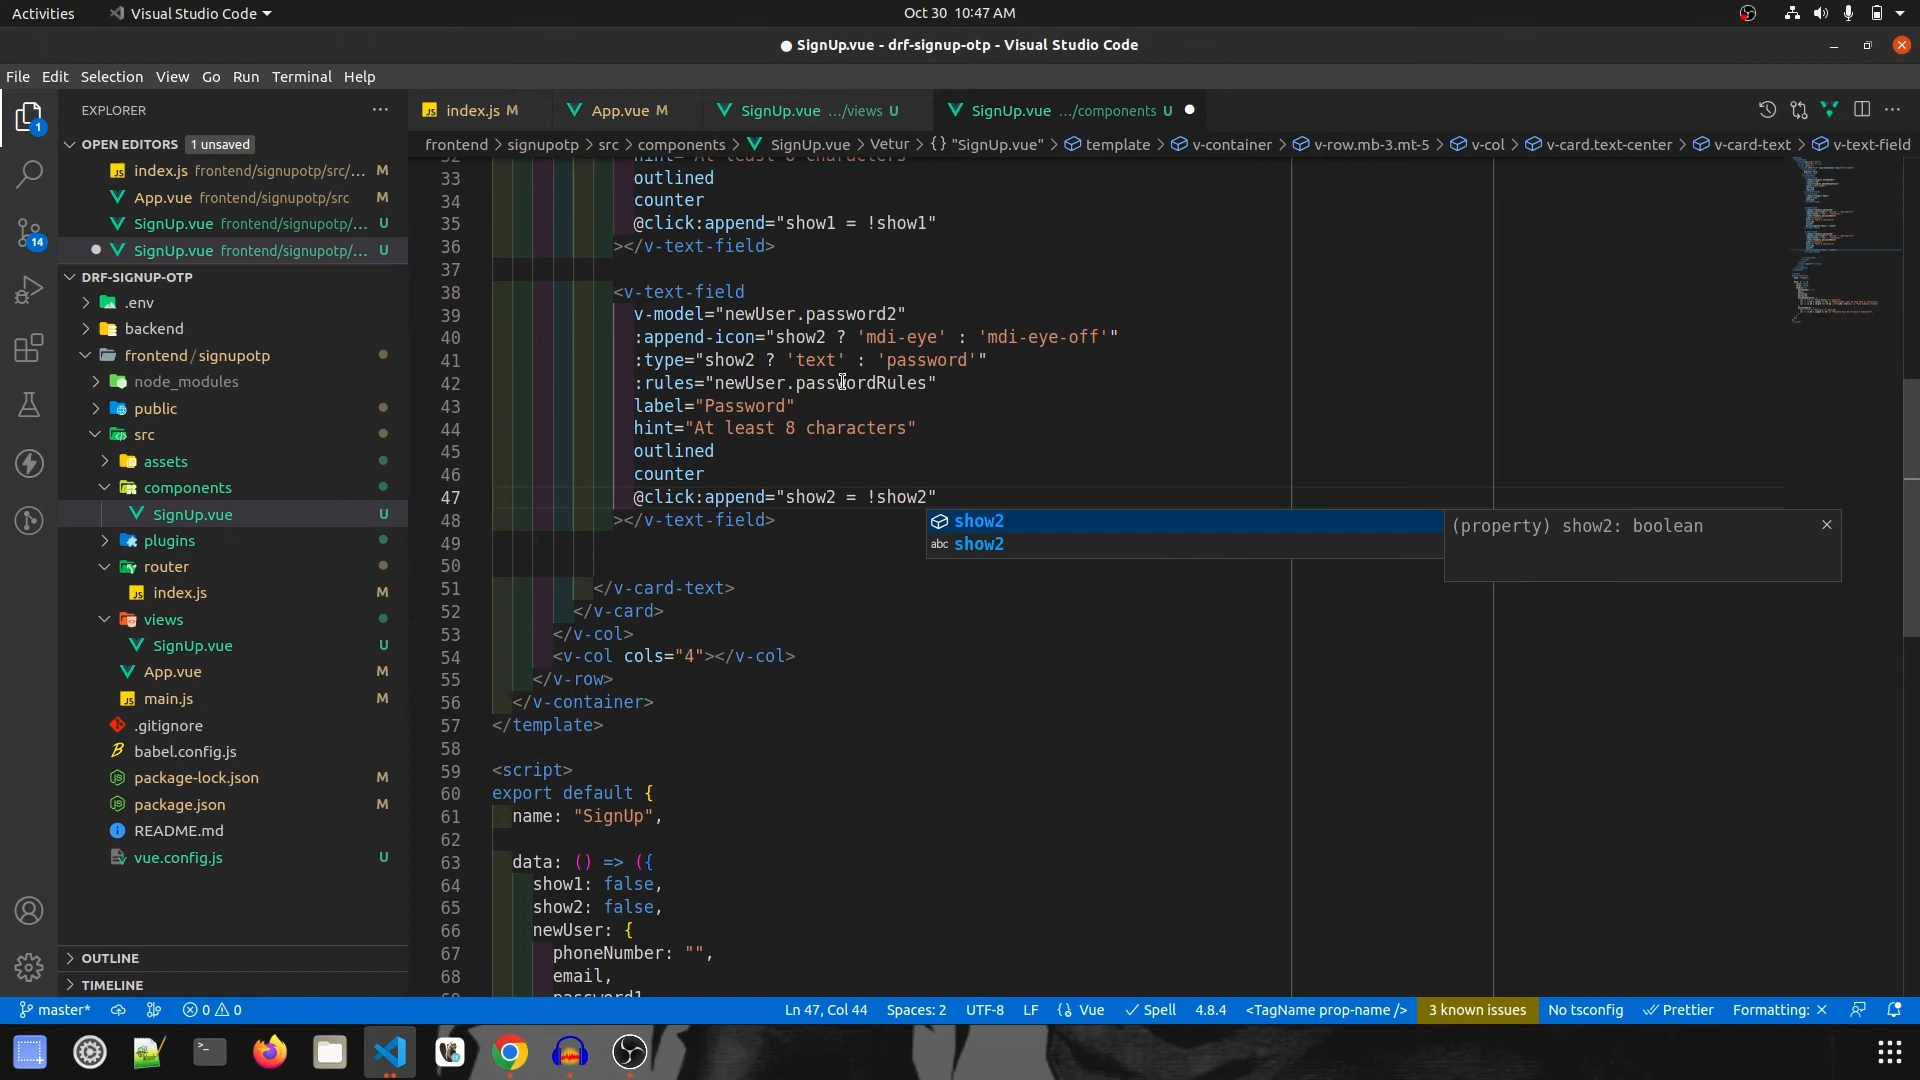 Activities
Visual Studio Code
Oct 30 10:47 AM
SignUp.vue - drf-signup-otp - Visual Studio Code
File Edit Selection View Go Run Terminal Help
EXPLORER
index.js M
App.vue M
SignUp.vue .../views U
SignUp.vue .../components U
frontend > signupotp > src > components > SignUp.vue > Vetur > {} "SignUp.vue" > template > v-container > v-row.mb-3.mt-5 > v-col > v-card.text-center > v-card-text > v-text-field
OPEN EDITORS 1 unsaved
index.js frontend/signupotp/src/... M
App.vue frontend/signupotp/src M
SignUp.vue frontend/signupotp/... U
SignUp.vue frontend/signupotp/... U
DRF-SIGNUP-OTP
.env
backend
frontend / signupotp
node_modules
public
src
assets
components
SignUp.vue U
plugins
router
index.js M
views
SignUp.vue U
App.vue M
main.js M
.gitignore
babel.config.js
package-lock.json M
package.json M
README.md
vue.config.js U
OUTLINE
TIMELINE
1
14
32 hint="At least 8 characters"
33 outlined
34 counter
35 @click:append="show1 = !show1"
36 ></v-text-field>
37
38 <v-text-field
39 v-model="newUser.password2"
40 :append-icon="show2 ? 'mdi-eye' : 'mdi-eye-off'"
41 :type="show2 ? 'text' : 'password'"
42 :rules="newUser.passwordRules"
43 label="Password"
44 hint="At least 8 characters"
45 outlined
46 counter
47 @click:append="show2 = !show2"
48 ></v-text-field>
49
50
51 </v-card-text>
52 </v-card>
53 </v-col>
54 <v-col cols="4"></v-col>
55 </v-row>
56 </v-container>
57 </template>
58
59 <script>
60 export default {
61 name: "SignUp",
62
63 data: () => ({
64 show1: false,
65 show2: false,
66 newUser: {
67 phoneNumber: "",
68 email,
show2
abc show2
(property) show2: boolean
master* 0 0 Ln 47, Col 44 Spaces: 2 UTF-8 LF {} Vue Spell 4.8.4 <TagName prop-name /> 3 known issues No tsconfig Prettier Formatting: ×